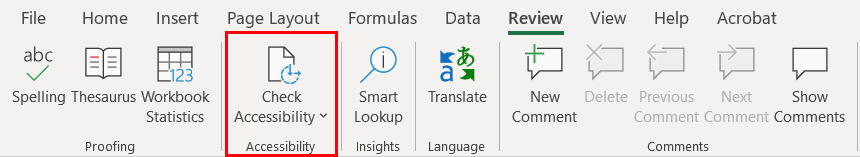 File Home Insert Page Layout Formulas Data Review View Help Acrobat
abc
123
あ
a
Spelling Thesaurus Workbook Statistics Check Accessibility Smart Lookup Translate New Comment Delete Previous Comment Next Comment Show Comments
Proofing Accessibility Insights Language Comments